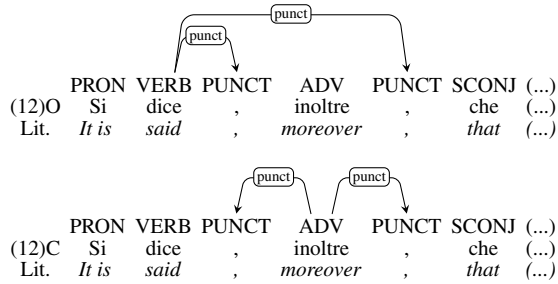 punct
punct
PRON VERB PUNCT ADV PUNCT SCONJ (...)
(12)O Si dice , inoltre , che (...)
Lit. It is said , moreover , that (...)
punct punct
PRON VERB PUNCT ADV PUNCT SCONJ (...)
(12)C Si dice , inoltre , che (...)
Lit. It is said , moreover , that (...)